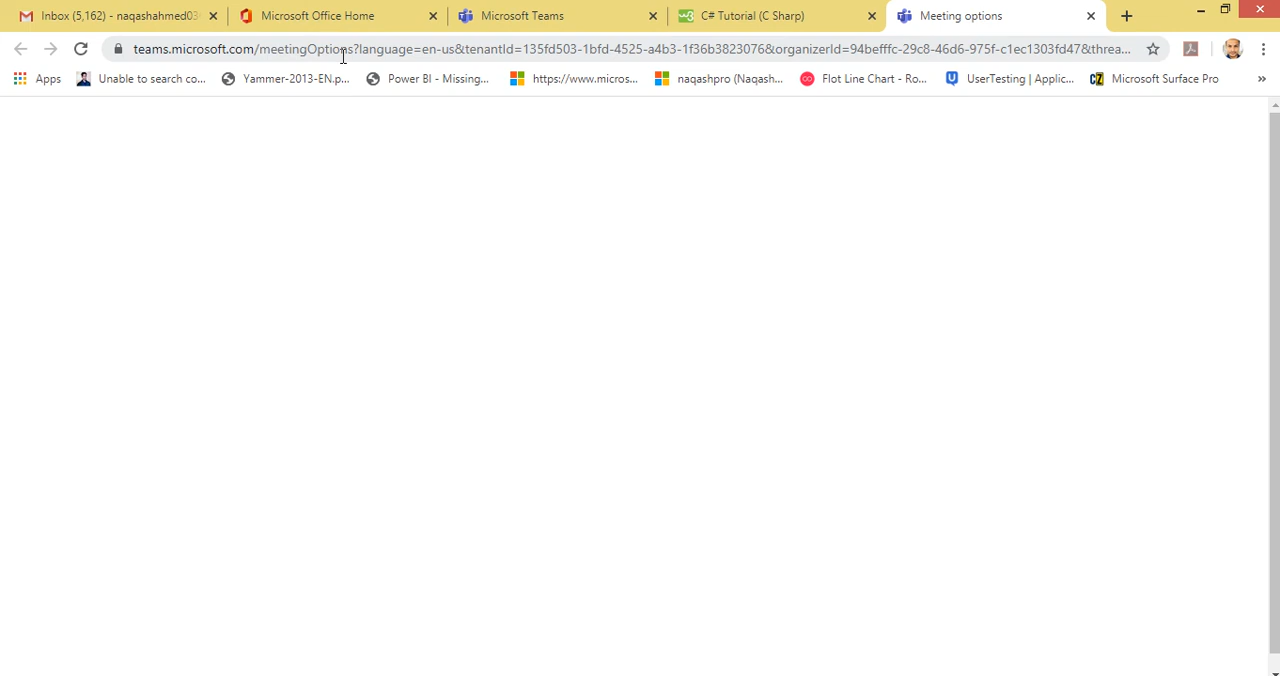 Inbox (5,162) - naqashahmed03 Microsoft Office Home Microsoft Teams C# Tutorial (C Sharp) Meeting options
teams.microsoft.com/meetingOptions?language=en-us&tenantId=135fd503-1bfd-4525-a4b3-1f36b3823076&organizerId=94befffc-29c8-46d6-975f-c1ec1303fd47&threa...
Apps Unable to search co... Yammer-2013-EN.p... Power BI - Missing... https://www.micros... naqashpro (Naqash... Flot Line Chart - Ro... UserTesting | Applic... Microsoft Surface Pro »